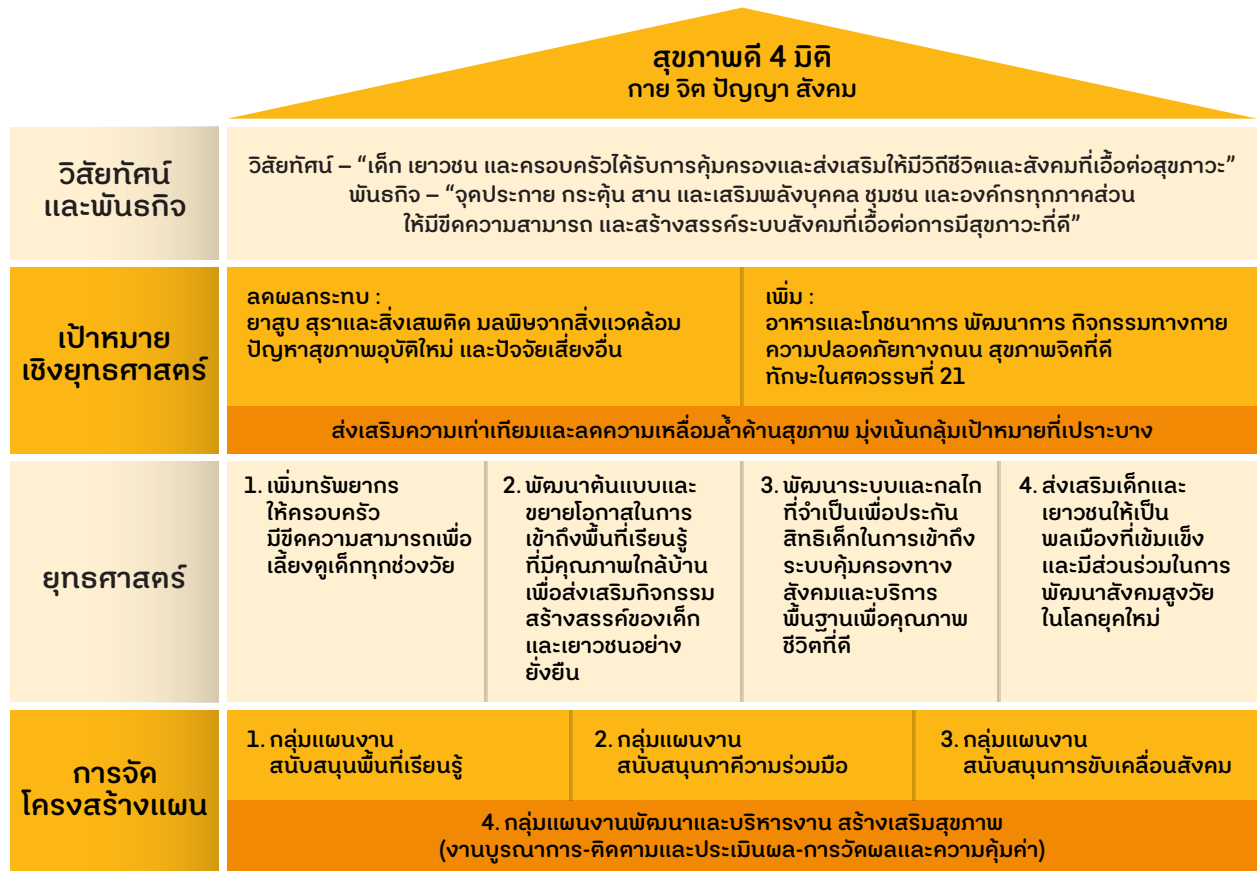 สุขภาพดี 4 มิติ
กาย จิต ปัญญา สังคม
วิสัยทัศน์
และพันธกิจ
วิสัยทัศน์ – “เด็ก เยาวชน และครอบครัวได้รับการคุ้มครองและส่งเสริมให้มีวิถีชีวิตและสังคมที่เอื้อต่อสุขภาวะ”
พันธกิจ – “จุดประกาย กระตุ้น สาน และเสริมพลังบุคคล ชุมชน และองค์กรทุกภาคส่วน
ให้มีขีดความสามารถ และสร้างสรรค์ระบบสังคมที่เอื้อต่อการมีสุขภาวะที่ดี”
เป้าหมาย
เชิงยุทธศาสตร์
ลดผลกระทบ :
ยาสูบ สุราและสิ่งเสพติด มลพิษจากสิ่งแวดล้อม
ปัญหาสุขภาพอุบัติใหม่ และปัจจัยเสี่ยงอื่น
เพิ่ม :
อาหารและโภชนาการ พัฒนาการ กิจกรรมทางกาย
ความปลอดภัยทางถนน สุขภาพจิตที่ดี
ทักษะในศตวรรษที่ 21
ส่งเสริมความเท่าเทียมและลดความเหลื่อมล้ำด้านสุขภาพ มุ่งเน้นกลุ้มเป้าหมายที่เปราะบาง
ยุทธศาสตร์
1. เพิ่มทรัพยากร
ให้ครอบครัว
มีขีดความสามารถเพื่อ
เลี้ยงดูเด็กทุกช่วงวัย
2. พัฒนาต้นแบบและ
ขยายโอกาสในการ
เข้าถึงพื้นที่เรียนรู้
ที่มีคุณภาพใกล้บ้าน
เพื่อส่งเสริมกิจกรรม
สร้างสรรค์ของเด็ก
และเยาวชนอย่าง
ยั่งยืน
3. พัฒนาระบบและกลไก
ที่จำเป็นเพื่อประกัน
สิทธิเด็กในการเข้าถึง
ระบบคุ้มครองทาง
สังคมและบริการ
พื้นฐานเพื่อคุณภาพ
ชีวิตที่ดี
4. ส่งเสริมเด็กและ
เยาวชนให้เป็น
พลเมืองที่เข้มแข็ง
และมีส่วนร่วมในการ
พัฒนาสังคมสูงวัย
ในโลกยุคใหม่
การจัด
โครงสร้างแผน
1. กลุ่มแผนงาน
สนับสนุนพื้นที่เรียนรู้
2. กลุ่มแผนงาน
สนับสนุนภาคีวามร่วมมือ
3. กลุ่มแผนงาน
สนับสนุนการขับเคลื่อนสังคม
4. กลุ่มแผนงานพัฒนาและบริหารงาน สร้างเสริมสุขภาพ
(งานบูรณาการ-ติดตามและประเมินผล-การวัดผลและความคุ้มค่า)